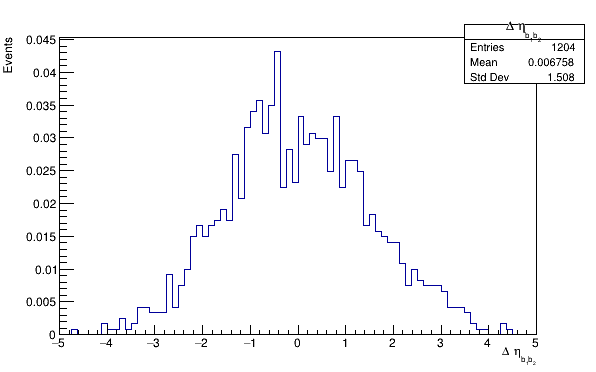 Δ η b₁b₂
Entries 1204
Mean 0.006758
Std Dev 1.508
Events
0.045
0.04
0.035
0.03
0.025
0.02
0.015
0.01
0.005
0
−5 −4 −3 −2 −1 0 1 2 3 4 5
Δ η b₁b₂